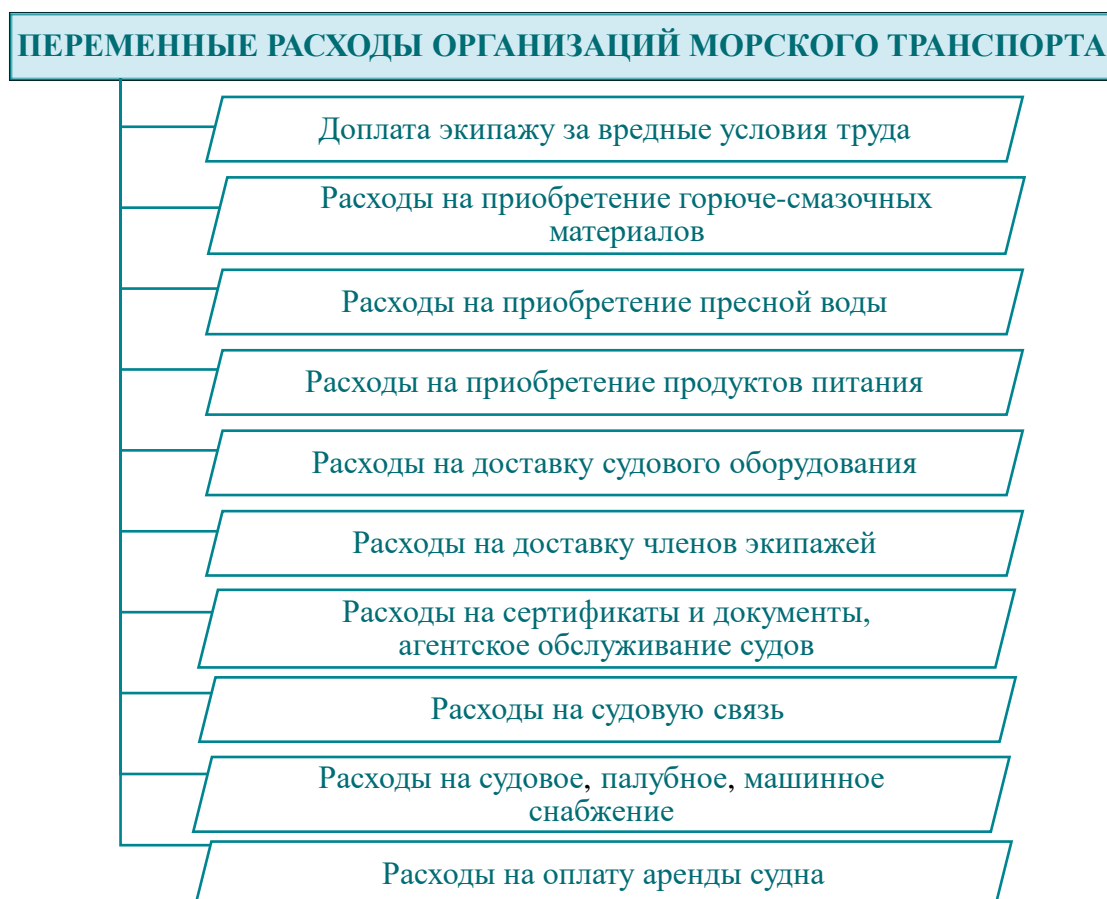 ПЕРЕМЕННЫЕ РАСХОДЫ ОРГАНИЗАЦИЙ МОРСКОГО ТРАНСПОРТА
Доплата экипажу за вредные условия труда
Расходы на приобретение горюче-смазочных
материалов
Расходы на приобретение пресной воды
Расходы на приобретение продуктов питания
Расходы на доставку судового оборудования
Расходы на доставку членов экипажей
Расходы на сертификаты и документы,
агентское обслуживание судов
Расходы на судовую связь
Расходы на судовое, палубное, машинное
снабжение
Расходы на оплату аренды судна